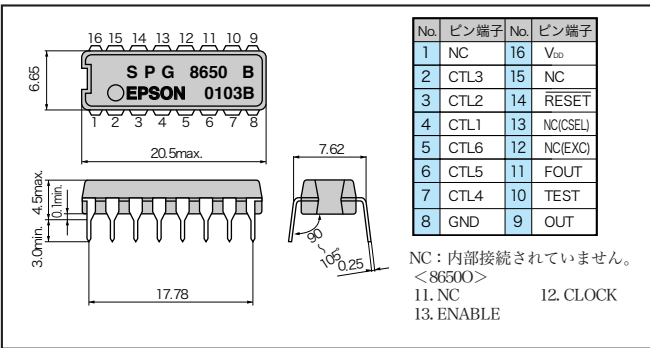 16 15 14 13 12 11 10 9
S P G 8650 B
EPSON 0103B
6.65
1 2 3 4 5 6 7 8
20.5max.
7.62
4.5max.
0.1min.
3.0min.
90~105
0.25
17.78
No. ピン端子 No. ピン端子
1 NC 16 VDD
2 CTL3 15 NC
3 CTL2 14 RESET
4 CTL1 13 NC(CSEL)
5 CTL6 12 NC(EXC)
6 CTL5 11 FOUT
7 CTL4 10 TEST
8 GND 9 OUT
NC：内部接続されていません。
＜8650O＞
11. NC 12. CLOCK
13. ENABLE